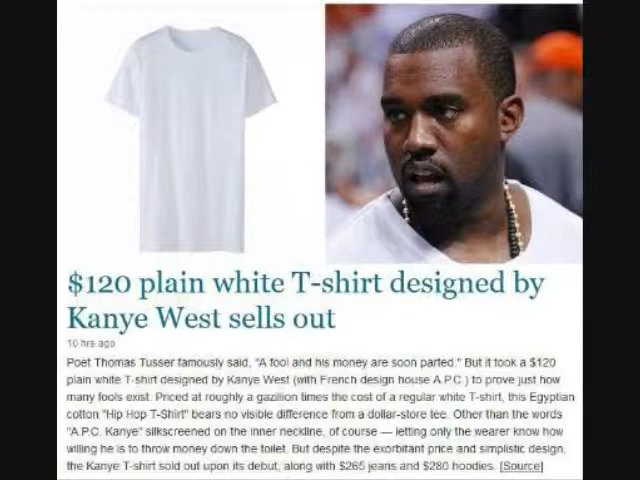 $120 plain white T-shirt designed by
Kanye West sells out
10 hrs ago
Poet Thomas Tusser famously said, "A fool and his money are soon parted." But it took a $120
plain white T-shirt designed by Kanye West (with French design house A.P.C.) to prove just how
many fools exist. Priced at roughly a gazillion times the cost of a regular white T-shirt, this Egyptian
cotton "Hip Hop T-Shirt" bears no visible difference from a dollar-store tee. Other than the words
"A.P.C. Kanye" silkscreened on the inner neckline, of course — letting only the wearer know how
willing he is to throw money down the toilet. But despite the exorbitant price and simplistic design,
the Kanye T-shirt sold out upon its debut, along with $265 jeans and $280 hoodies. [Source]